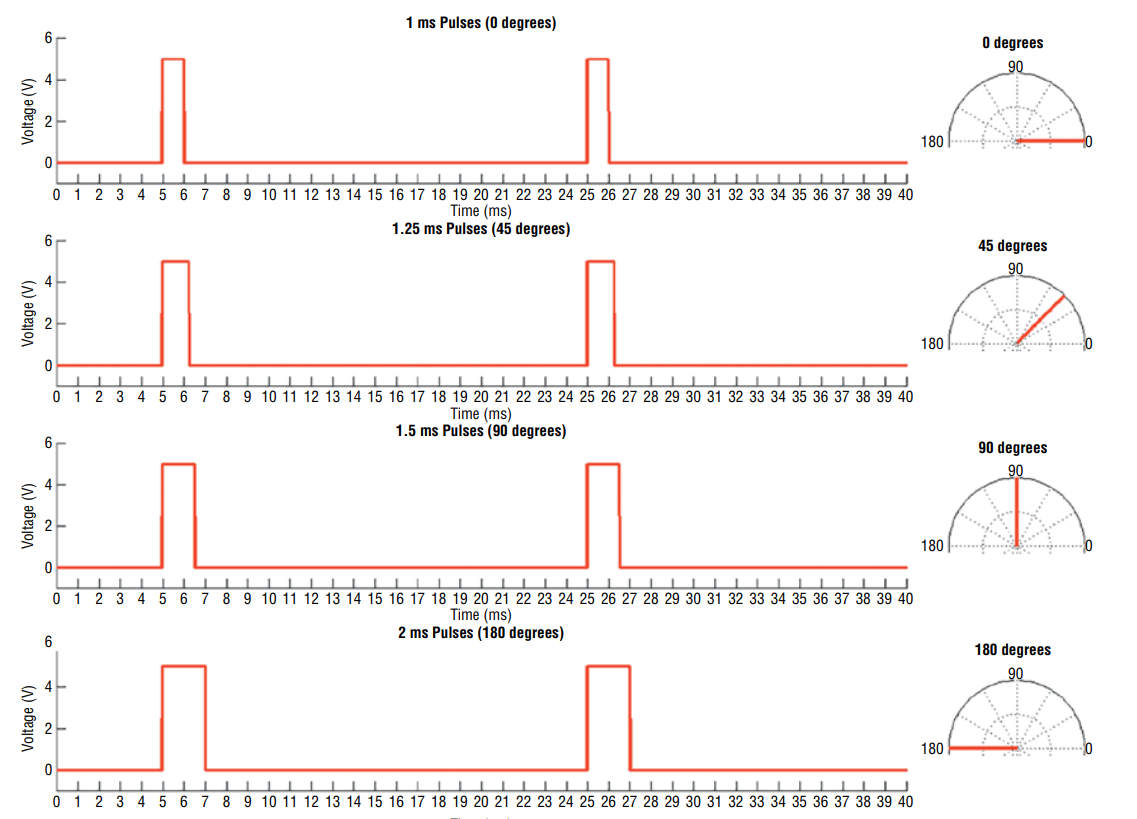 1 ms Pulses (0 degrees)
6
4
2
0
Voltage (V)
0 1 2 3 4 5 6 7 8 9 10 11 12 13 14 15 16 17 18 19 20 21 22 23 24 25 26 27 28 29 30 31 32 33 34 35 36 37 38 39 40
Time (ms)
0 degrees
90
180
0
1.25 ms Pulses (45 degrees)
6
4
2
0
Voltage (V)
0 1 2 3 4 5 6 7 8 9 10 11 12 13 14 15 16 17 18 19 20 21 22 23 24 25 26 27 28 29 30 31 32 33 34 35 36 37 38 39 40
Time (ms)
45 degrees
90
180
0
1.5 ms Pulses (90 degrees)
6
4
2
0
Voltage (V)
0 1 2 3 4 5 6 7 8 9 10 11 12 13 14 15 16 17 18 19 20 21 22 23 24 25 26 27 28 29 30 31 32 33 34 35 36 37 38 39 40
Time (ms)
90 degrees
90
180
0
2 ms Pulses (180 degrees)
6
4
2
0
Voltage (V)
0 1 2 3 4 5 6 7 8 9 10 11 12 13 14 15 16 17 18 19 20 21 22 23 24 25 26 27 28 29 30 31 32 33 34 35 36 37 38 39 40
180 degrees
90
180
0